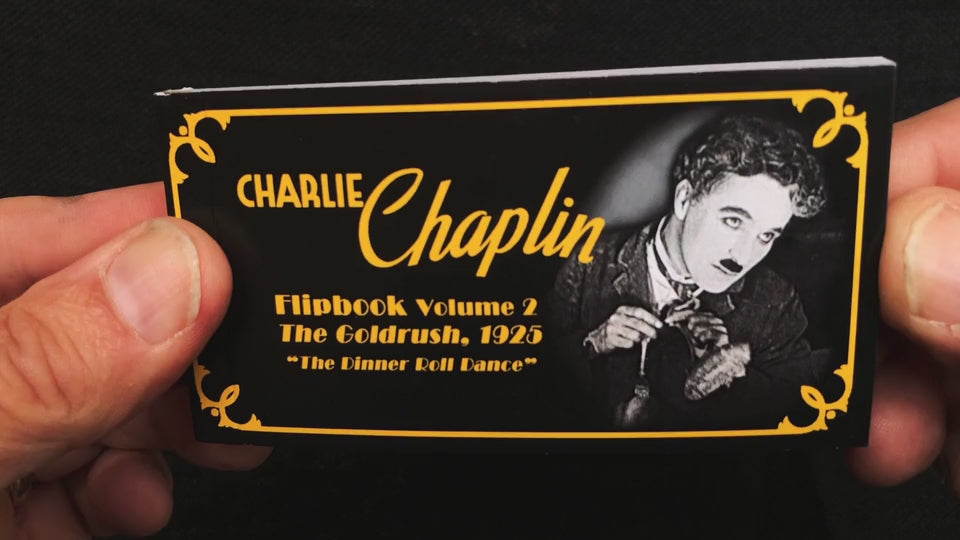 CHARLIE Chaplin
Flipbook Volume 2
The Goldrush, 1925
“The Dinner Roll Dance”